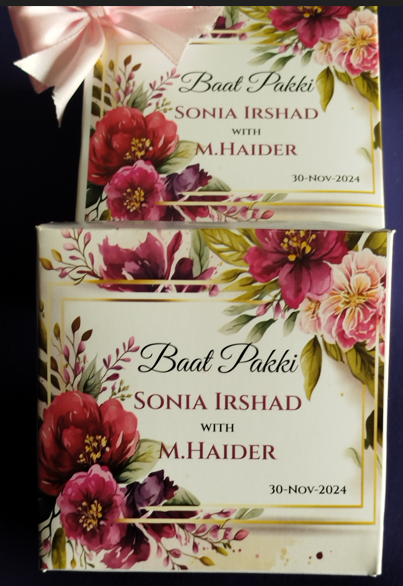 Baat Pakki
Sonia Irshad
with
M.Haider
30-Nov-2024
Baat Pakki
Sonia Irshad
with
M.Haider
30-Nov-2024